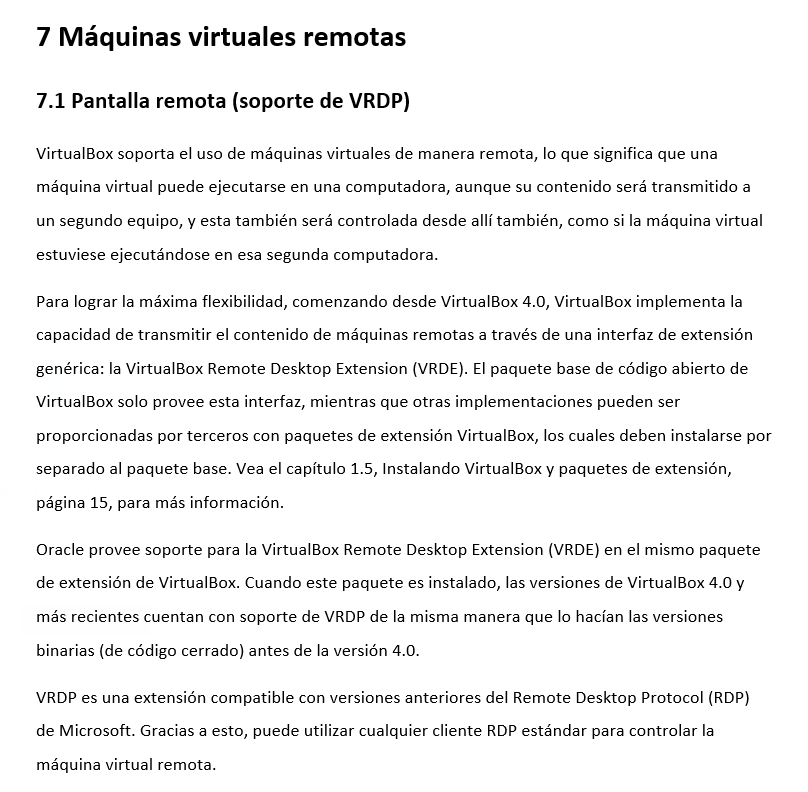 7 Máquinas virtuales remotas
7.1 Pantalla remota (soporte de VRDP)
VirtualBox soporta el uso de máquinas virtuales de manera remota, lo que significa que una
máquina virtual puede ejecutarse en una computadora, aunque su contenido será transmitido a
un segundo equipo, y esta también será controlada desde allí también, como si la máquina virtual
estuviese ejecutándose en esa segunda computadora.
Para lograr la máxima flexibilidad, comenzando desde VirtualBox 4.0, VirtualBox implementa la
capacidad de transmitir el contenido de máquinas remotas a través de una interfaz de extensión
genérica: la VirtualBox Remote Desktop Extension (VRDE). El paquete base de código abierto de
VirtualBox solo provee esta interfaz, mientras que otras implementaciones pueden ser
proporcionadas por terceros con paquetes de extensión VirtualBox, los cuales deben instalarse por
separado al paquete base. Vea el capítulo 1.5, Instalando VirtualBox y paquetes de extensión,
página 15, para más información.
Oracle provee soporte para la VirtualBox Remote Desktop Extension (VRDE) en el mismo paquete
de extensión de VirtualBox. Cuando este paquete es instalado, las versiones de VirtualBox 4.0 y
más recientes cuentan con soporte de VRDP de la misma manera que lo hacían las versiones
binarias (de código cerrado) antes de la versión 4.0.
VRDP es una extensión compatible con versiones anteriores del Remote Desktop Protocol (RDP)
de Microsoft. Gracias a esto, puede utilizar cualquier cliente RDP estándar para controlar la
máquina virtual remota.